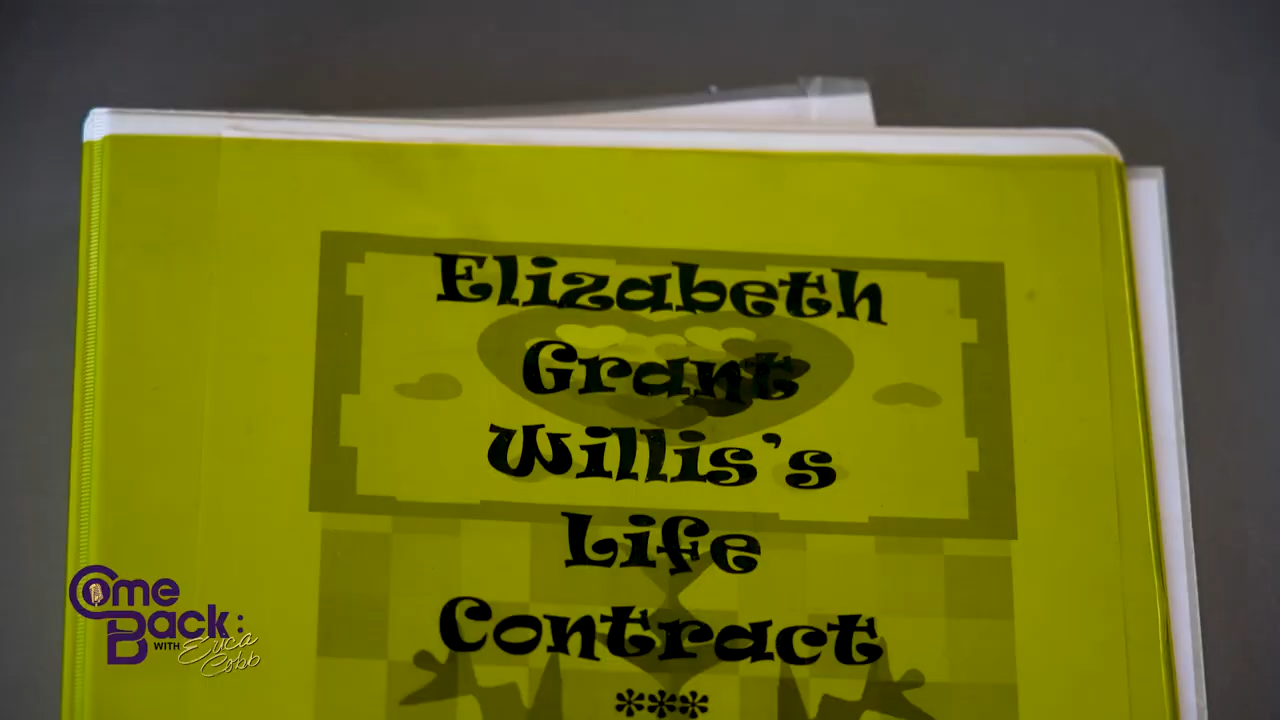 Elizabeth
Grant
Willis's
Life
Contract
***
Come
Back:
WITH Erica
Cobb